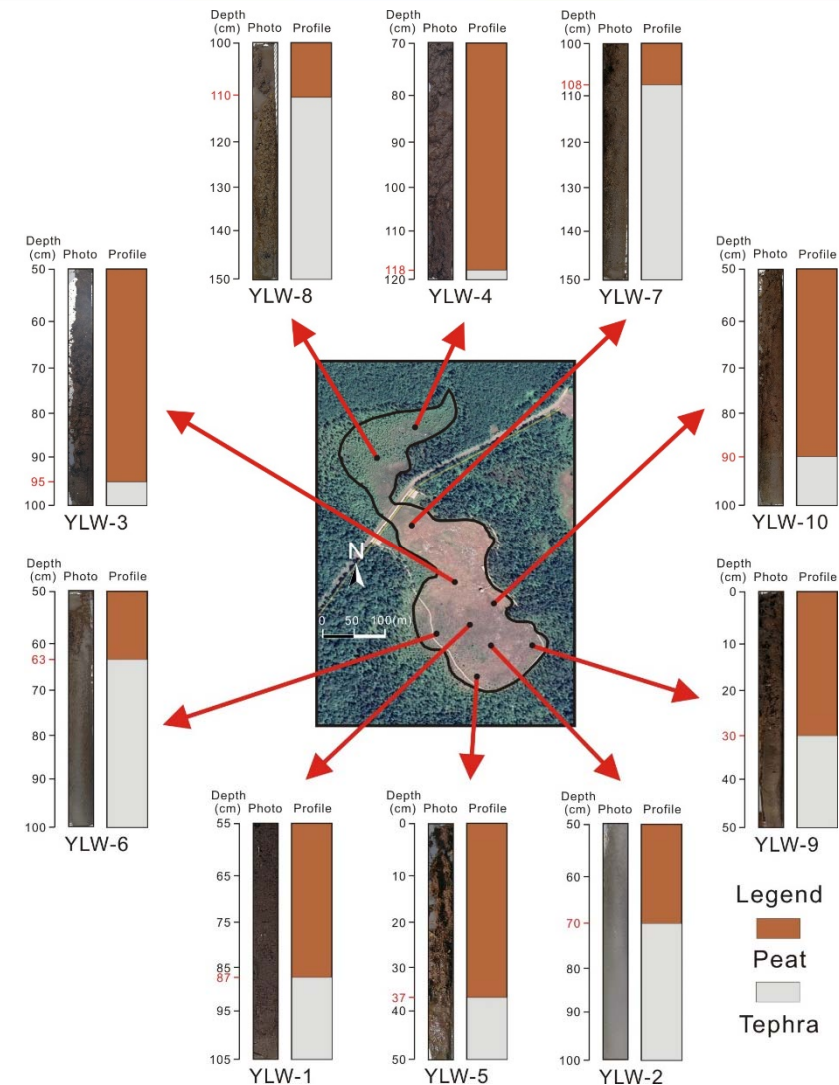 Depth Photo Profile
(cm)
100
110
120
130
140
150
YLW-8
Depth Photo Profile
(cm)
70
80
90
100
110
118
120
YLW-4
Depth Photo Profile
(cm)
100
108
110
120
130
140
150
YLW-7
Depth
(cm) Photo Profile
50
60
70
80
90
95
100
YLW-3
Depth
(cm) Photo Profile
50
60
70
80
90
100
YLW-10
Depth
(cm) Photo Profile
50
60
63
70
80
90
100
YLW-6
N
0 50 100(m)
Depth
(cm) Photo Profile
0
10
20
30
40
50
YLW-9
Depth
(cm) Photo Profile
55
65
75
85
87
95
105
YLW-1
Depth
(cm) Photo Profile
0
10
20
30
37
40
50
YLW-5
Depth
(cm) Photo Profile
50
60
70
80
90
100
YLW-2
Legend
Peat
Tephra